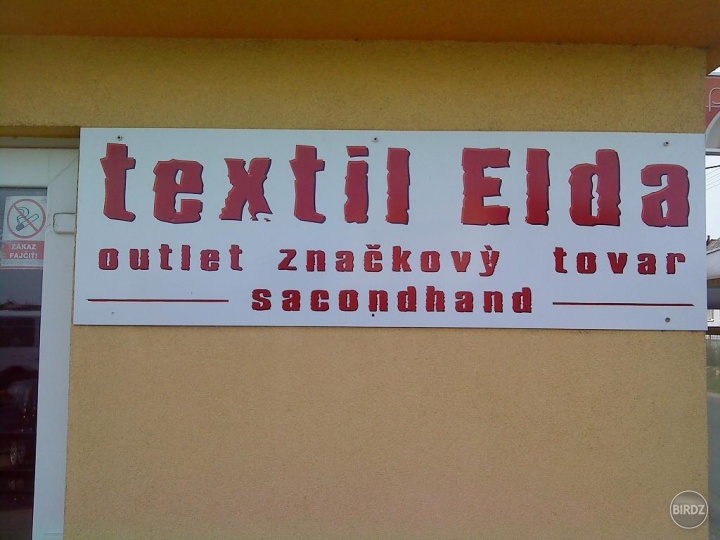 textil Elda
outlet značkový tovar
sacondhand
ZÁKAZ
FAJČIŤ!
BIRDZ